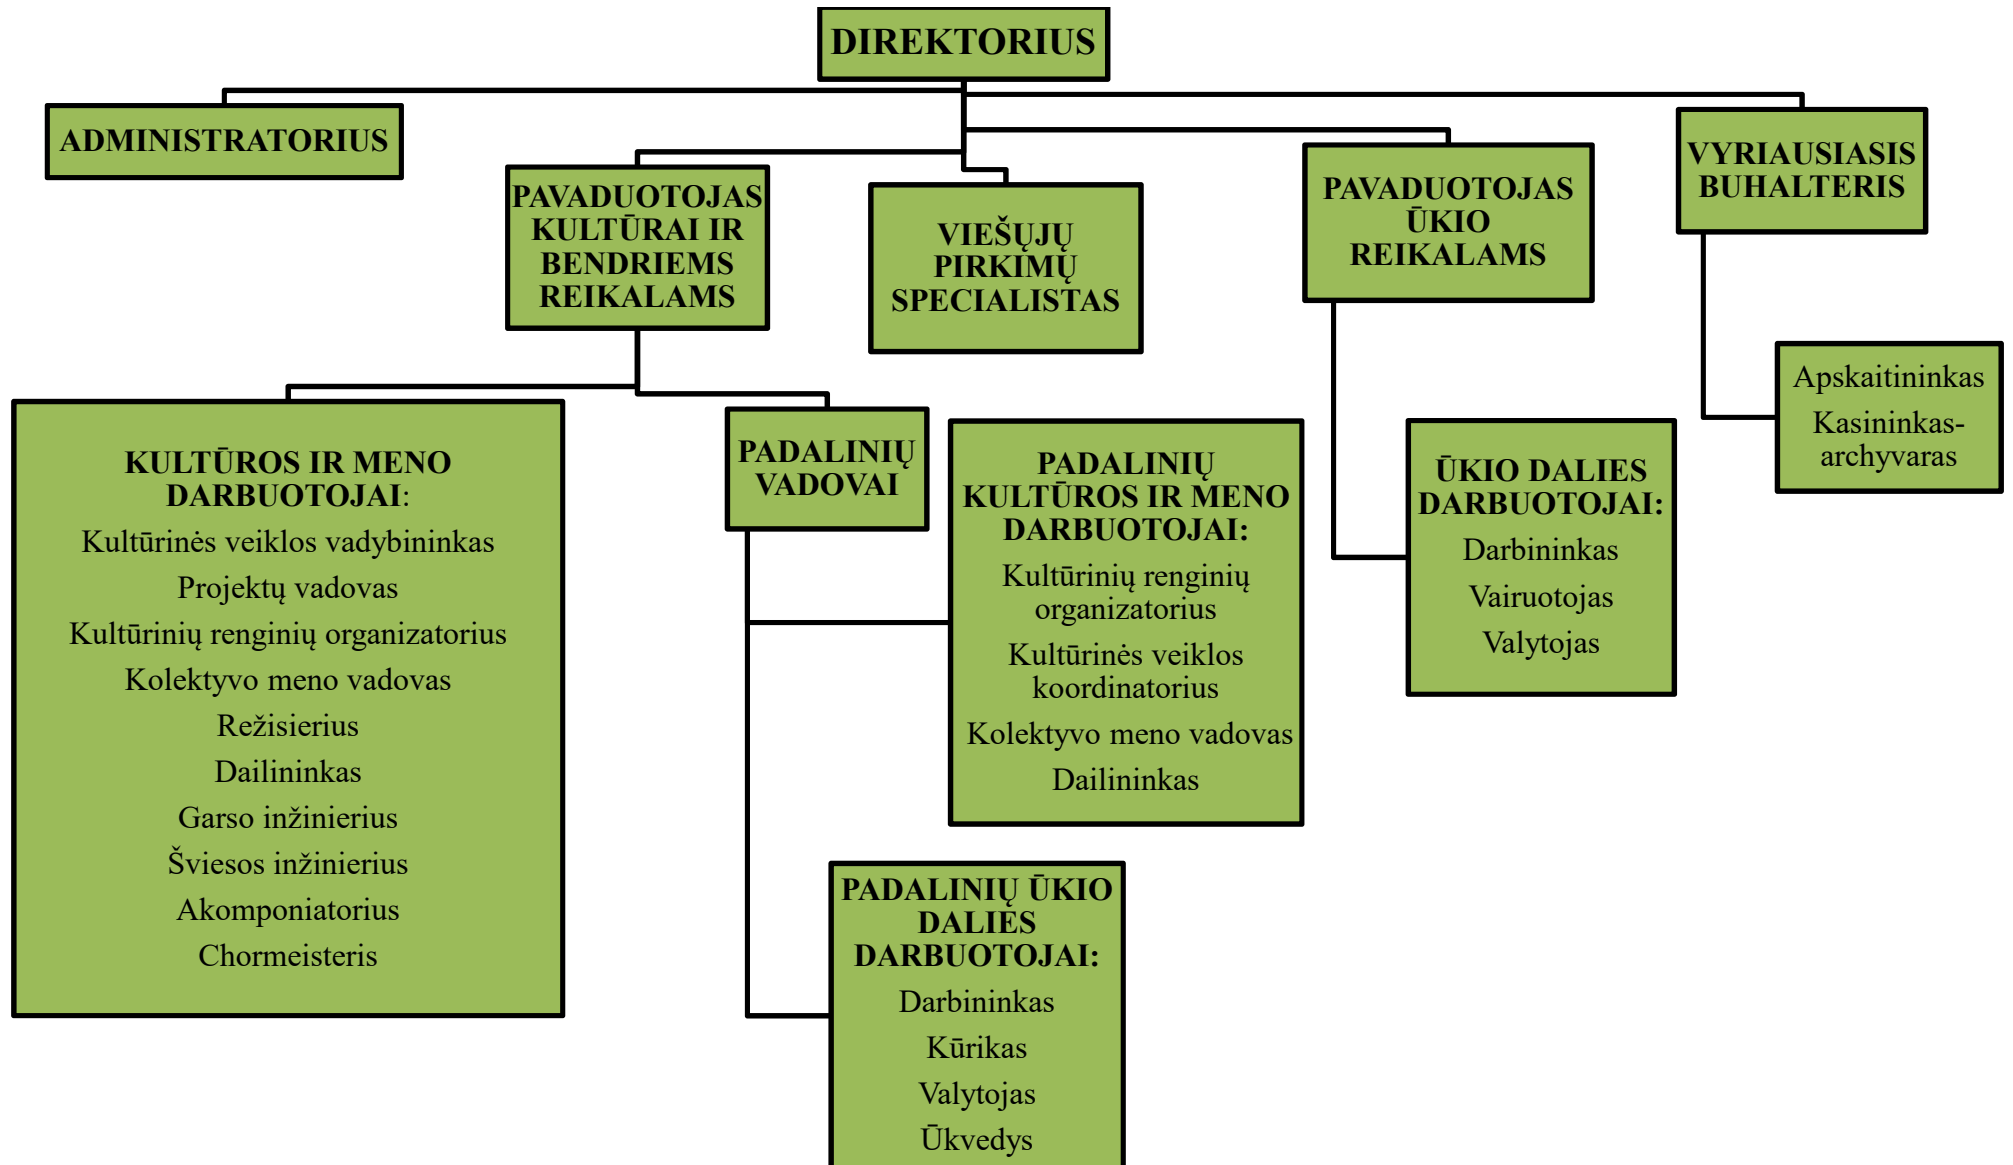 DIREKTORIUS
ADMINISTRATORIUS
PAVADUOTOJAS
KULTŪRAI IR
BENDRIEMS
REIKALAMS
VIEŠŲJŲ
PIRKIMŲ
SPECIALISTAS
PAVADUOTOJAS
ŪKIO
REIKALAMS
VYRIAUSIASIS
BUHALTERIS
Apskaitininkas
Kasininkas-
archyvaras
KULTŪROS IR MENO
DARBUOTOJAI:
Kultūrinės veiklos vadybininkas
Projektų vadovas
Kultūrinių renginių organizatorius
Kolektyvo meno vadovas
Režisierius
Dailininkas
Garso inžinierius
Šviesos inžinierius
Akomponiatorius
Chormeisteris
PADALINIŲ
VADOVAI
PADALINIŲ
KULTŪROS IR MENO
DARBUOTOJAI:
Kultūrinių renginių
organizatorius
Kultūrinės veiklos
koordinatorius
Kolektyvo meno vadovas
Dailininkas
ŪKIO DALIES
DARBUOTOJAI:
Darbininkas
Vairuotojas
Valytojas
PADALINIŲ ŪKIO
DALIES
DARBUOTOJAI:
Darbininkas
Kūrikas
Valytojas
Ūkvedys